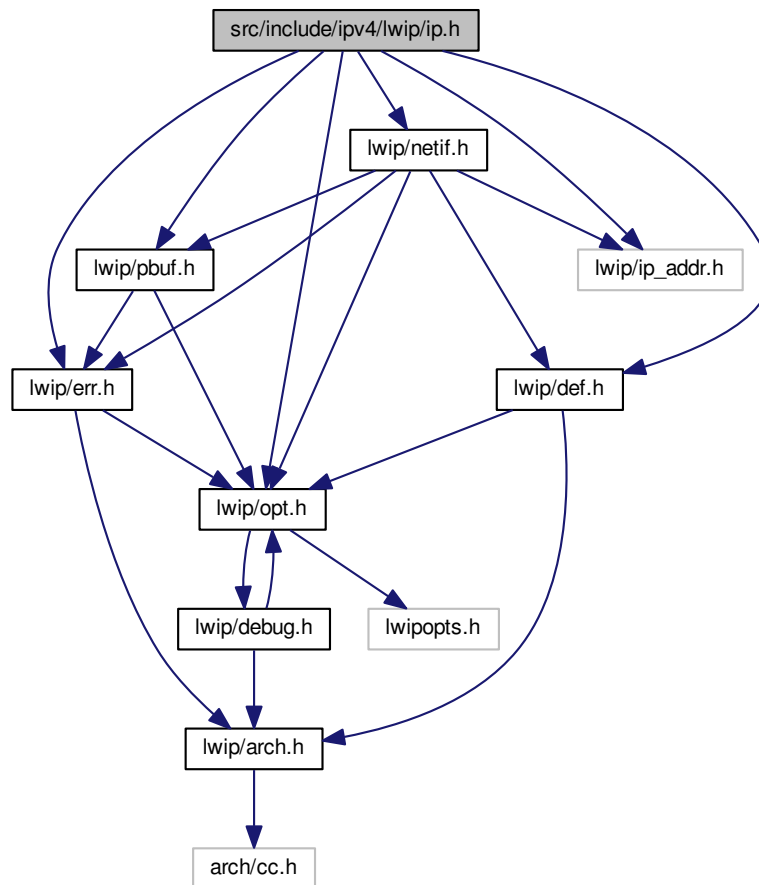 src/include/ipv4/lwip/ip.h
lwip/netif.h
lwip/pbuf.h
lwip/ip_addr.h
lwip/err.h
lwip/def.h
lwip/opt.h
lwip/debug.h
lwipopts.h
lwip/arch.h
arch/cc.h